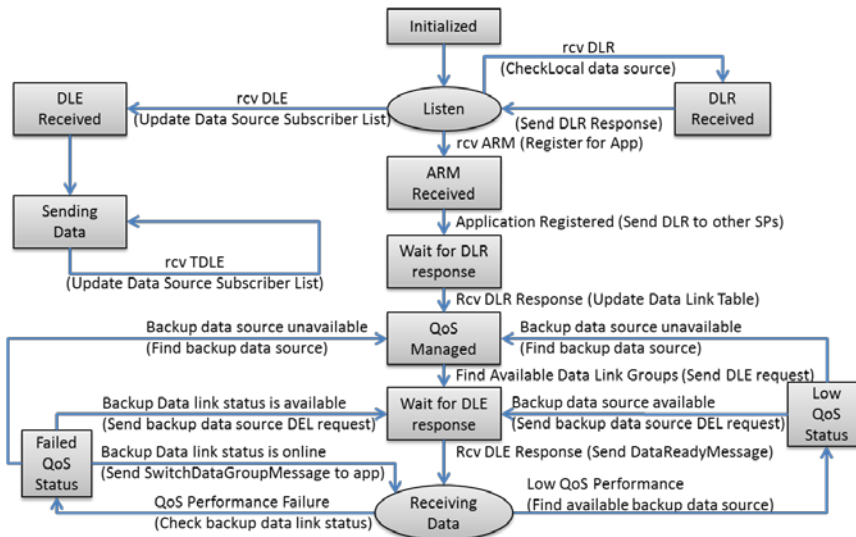 Initialized
rcv DLR
(CheckLocal data source)
DLE
Received
rcv DLE
(Update Data Source Subscriber List)
Listen
(Send DLR Response)
DLR
Received
rcv ARM (Register for App)
ARM
Received
Sending
Data
Application Registered (Send DLR to other SPs)
Wait for DLR
response
rcv TDLE
(Update Data Source Subscriber List)
Rcv DLR Response (Update Data Link Table)
Backup data source unavailable
(Find backup data source)
QoS
Managed
Backup data source unavailable
(Find backup data source)
Find Available Data Link Groups (Send DLE request)
Backup Data link status is available
(Send backup data source DEL request)
Wait for DLE
response
Backup data source available
(Send backup data source DEL request)
Low
QoS
Status
Failed
QoS
Status
Backup Data link status is online
(Send SwitchDataGroupMessage to app)
Rcv DLE Response (Send DataReadyMessage)
QoS Performance Failure
(Check backup data link status)
Receiving
Data
Low QoS Performance
(Find available backup data source)